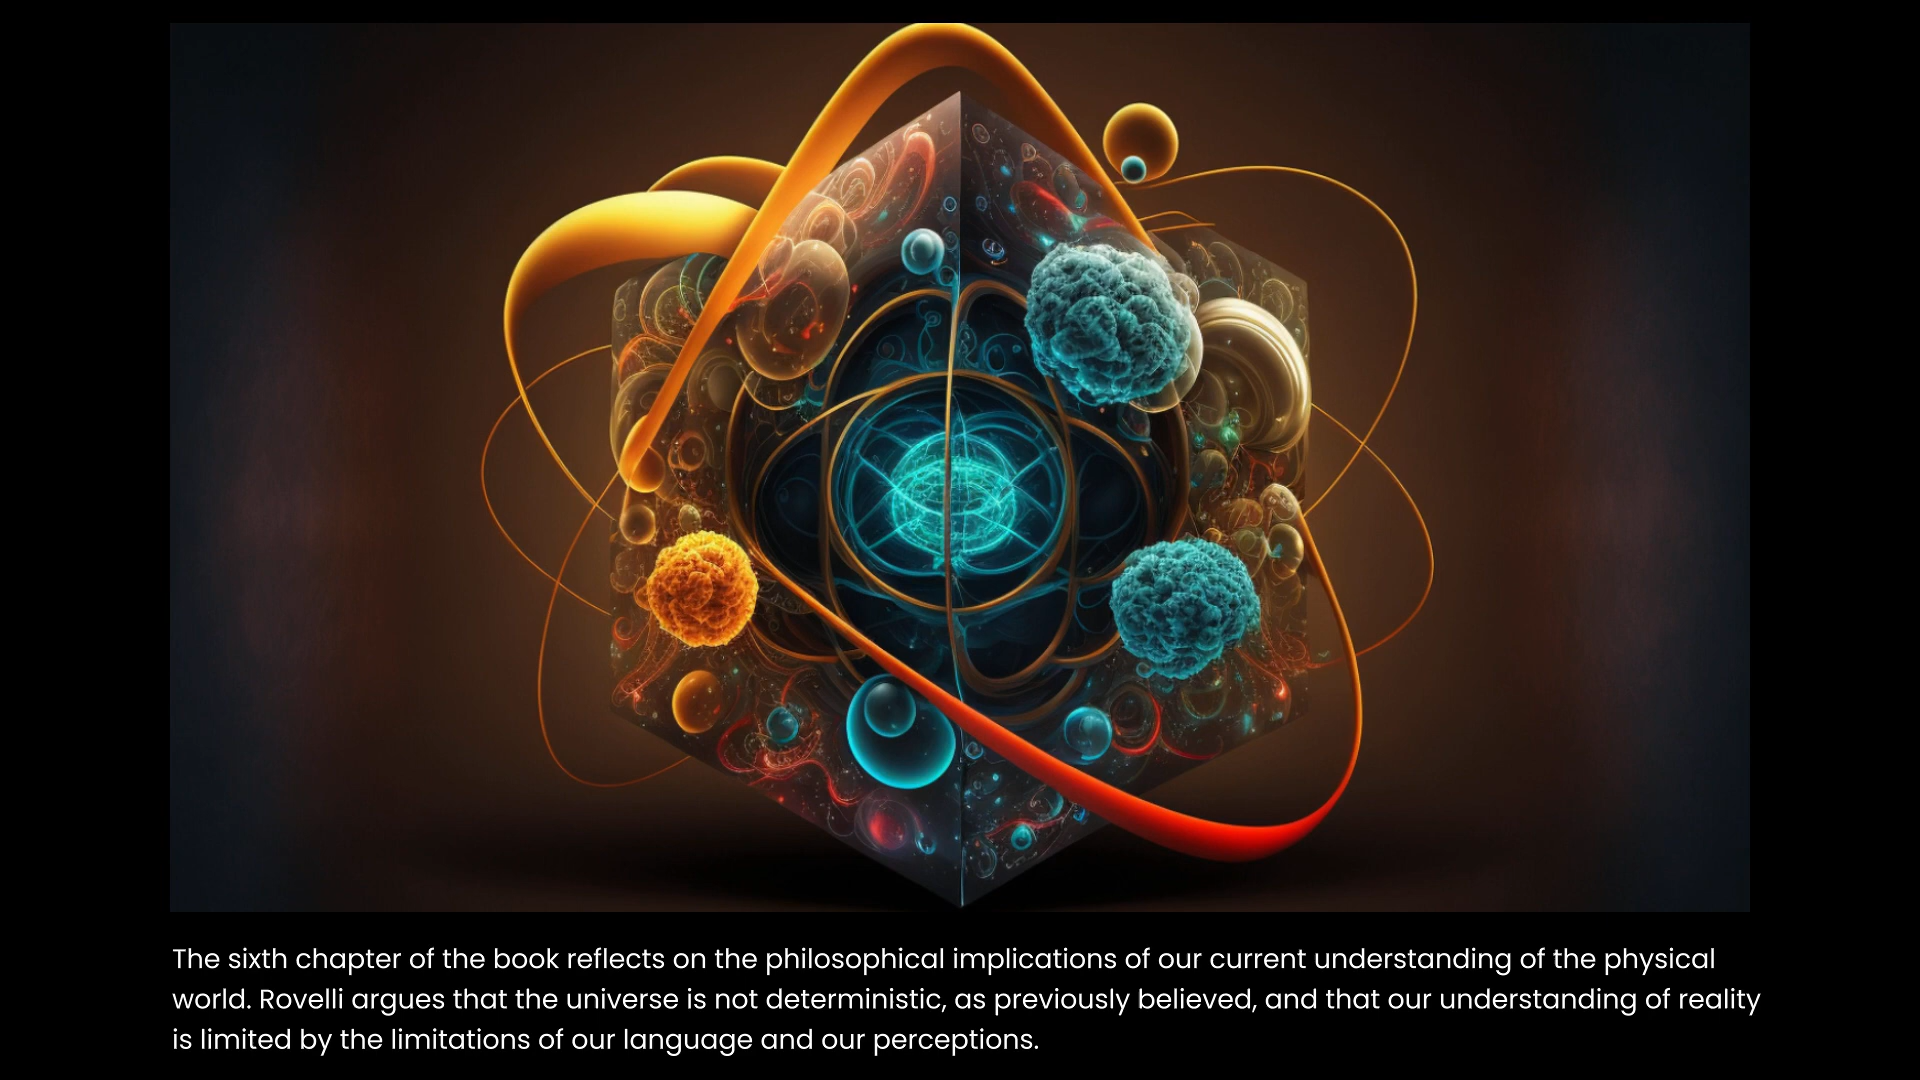 The sixth chapter of the book reflects on the philosophical implications of our current understanding of the physical
world. Rovelli argues that the universe is not deterministic, as previously believed, and that our understanding of reality
is limited by the limitations of our language and our perceptions.